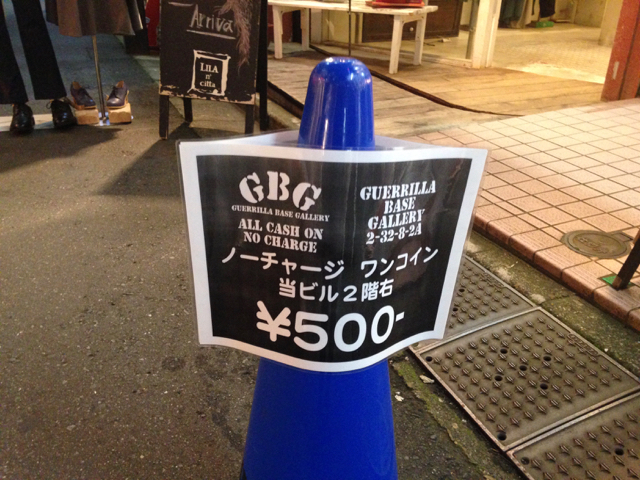 Arriva
LILA
cilla
GBG
GUERRILLA BASE GALLERY
ALL CASH ON
NO CHARGE
GUERRILLA
BASE
GALLERY
2-32-8-2A
ノーチャージ ワンコイン
当ビル2階右
¥500-